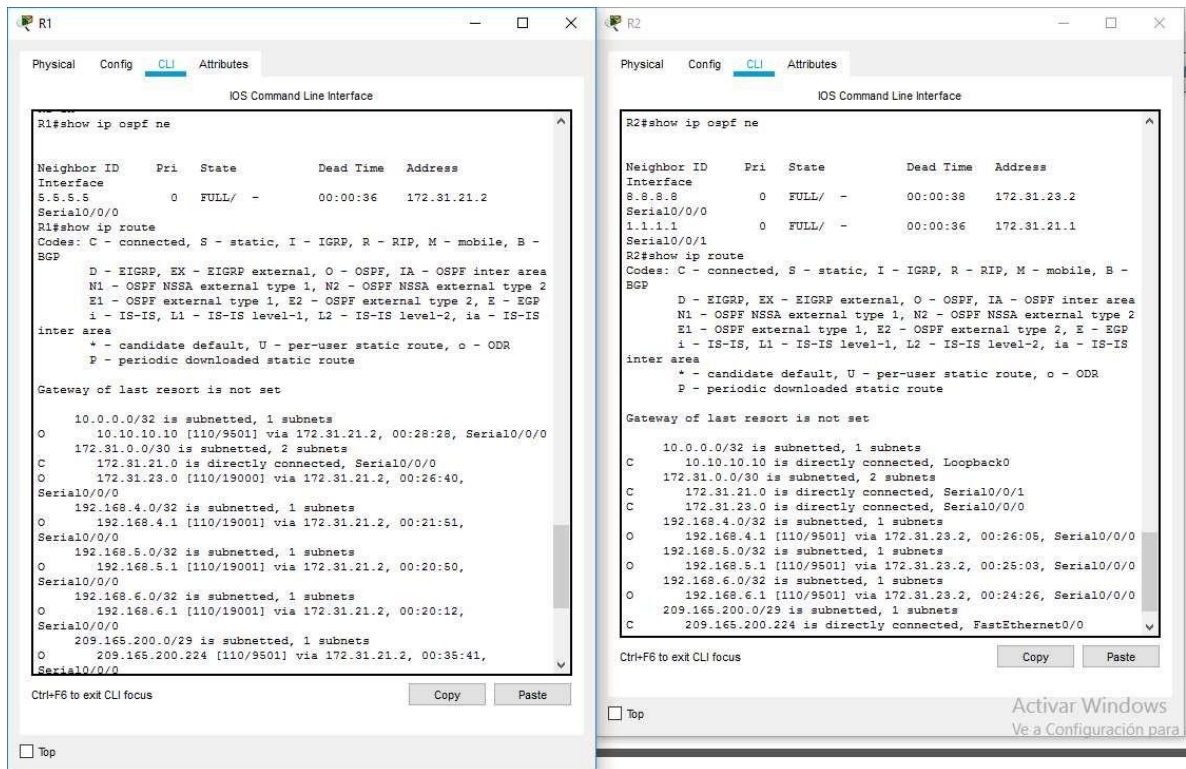 R1
Physical Config CLI Attributes
IOS Command Line Interface
R1#show ip ospf ne
Neighbor ID Pri State Dead Time Address
Interface
5.5.5.5 0 FULL/ - 00:00:36 172.31.21.2
Serial0/0/0
R1#show ip route
Codes: C - connected, S - static, I - IGRP, R - RIP, M - mobile, B -
BGP
D - EIGRP, EX - EIGRP external, O - OSPF, IA - OSPF inter area
N1 - OSPF NSSA external type 1, N2 - OSPF NSSA external type 2
E1 - OSPF external type 1, E2 - OSPF external type 2, E - EGP
i - IS-IS, L1 - IS-IS level-1, L2 - IS-IS level-2, ia - IS-IS
inter area
* - candidate default, U - per-user static route, o - ODR
P - periodic downloaded static route
Gateway of last resort is not set
10.0.0.0/32 is subnetted, 1 subnets
O 10.10.10.10 [110/9501] via 172.31.21.2, 00:28:28, Serial0/0/0
172.31.0.0/30 is subnetted, 2 subnets
C 172.31.21.0 is directly connected, Serial0/0/0
O 172.31.23.0 [110/19000] via 172.31.21.2, 00:26:40,
Serial0/0/0
192.168.4.0/32 is subnetted, 1 subnets
O 192.168.4.1 [110/19001] via 172.31.21.2, 00:21:51,
Serial0/0/0
192.168.5.0/32 is subnetted, 1 subnets
O 192.168.5.1 [110/19001] via 172.31.21.2, 00:20:50,
Serial0/0/0
192.168.6.0/32 is subnetted, 1 subnets
O 192.168.6.1 [110/19001] via 172.31.21.2, 00:20:12,
Serial0/0/0
209.165.200.0/29 is subnetted, 1 subnets
O 209.165.200.224 [110/9501] via 172.31.21.2, 00:35:41,
Serial0/0/0
Ctrl+F6 to exit CLI focus
Copy Paste
Top
R2
Physical Config CLI Attributes
IOS Command Line Interface
R2#show ip ospf ne
Neighbor ID Pri State Dead Time Address
Interface
8.8.8.8 0 FULL/ - 00:00:38 172.31.23.2
Serial0/0/0
1.1.1.1 0 FULL/ - 00:00:36 172.31.21.1
Serial0/0/1
R2#show ip route
Codes: C - connected, S - static, I - IGRP, R - RIP, M - mobile, B -
BGP
D - EIGRP, EX - EIGRP external, O - OSPF, IA - OSPF inter area
N1 - OSPF NSSA external type 1, N2 - OSPF NSSA external type 2
E1 - OSPF external type 1, E2 - OSPF external type 2, E - EGP
i - IS-IS, L1 - IS-IS level-1, L2 - IS-IS level-2, ia - IS-IS
inter area
* - candidate default, U - per-user static route, o - ODR
P - periodic downloaded static route
Gateway of last resort is not set
10.0.0.0/32 is subnetted, 1 subnets
C 10.10.10.10 is directly connected, Loopback0
172.31.0.0/30 is subnetted, 2 subnets
C 172.31.21.0 is directly connected, Serial0/0/1
C 172.31.23.0 is directly connected, Serial0/0/0
192.168.4.0/32 is subnetted, 1 subnets
O 192.168.4.1 [110/9501] via 172.31.23.2, 00:26:05, Serial0/0/0
192.168.5.0/32 is subnetted, 1 subnets
O 192.168.5.1 [110/9501] via 172.31.23.2, 00:25:03, Serial0/0/0
192.168.6.0/32 is subnetted, 1 subnets
O 192.168.6.1 [110/9501] via 172.31.23.2, 00:24:26, Serial0/0/0
209.165.200.0/29 is subnetted, 1 subnets
C 209.165.200.224 is directly connected, FastEthernet0/0
Ctrl+F6 to exit CLI focus
Copy Paste
Top
Activar Windows
Ve a Configuración para